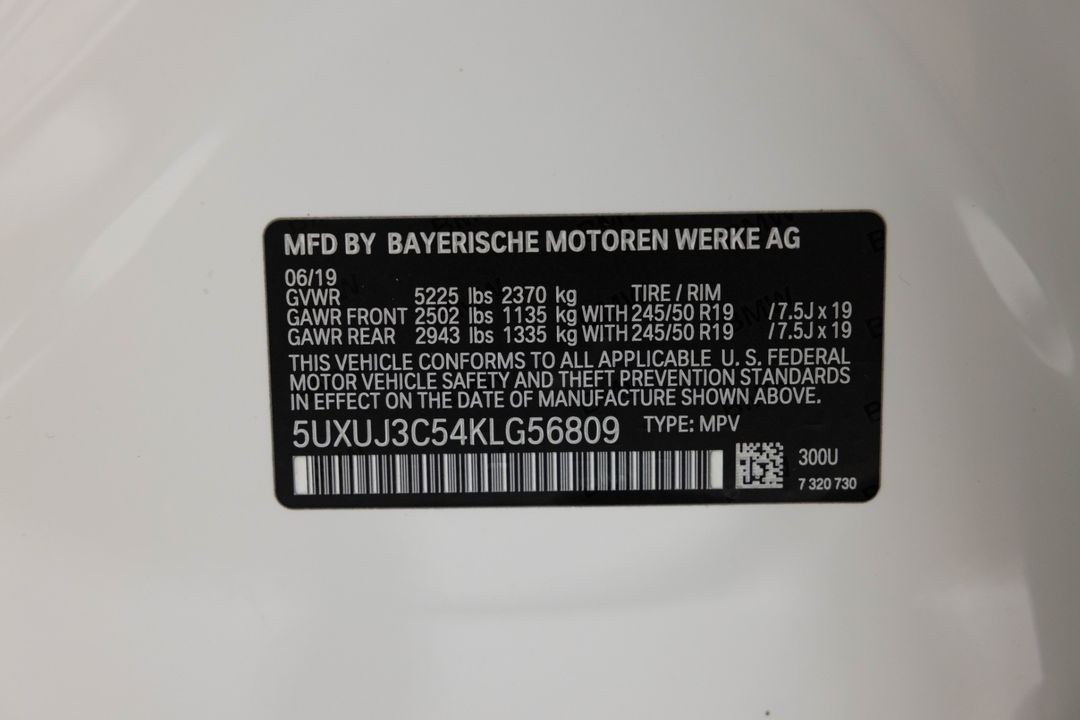 MFD BY BAYERISCHE MOTOREN WERKE AG
06/19
GVWR 5225 lbs 2370 kg TIRE / RIM
GAWR FRONT 2502 lbs 1135 kg WITH 245/50 R19 / 7.5J x 19
GAWR REAR 2943 lbs 1335 kg WITH 245/50 R19 / 7.5J x 19
THIS VEHICLE CONFORMS TO ALL APPLICABLE U. S. FEDERAL
MOTOR VEHICLE SAFETY AND THEFT PREVENTION STANDARDS
IN EFFECT ON THE DATE OF MANUFACTURE SHOWN ABOVE.
5UXUJ3C54KLG56809 TYPE: MPV
300U
7 320 730